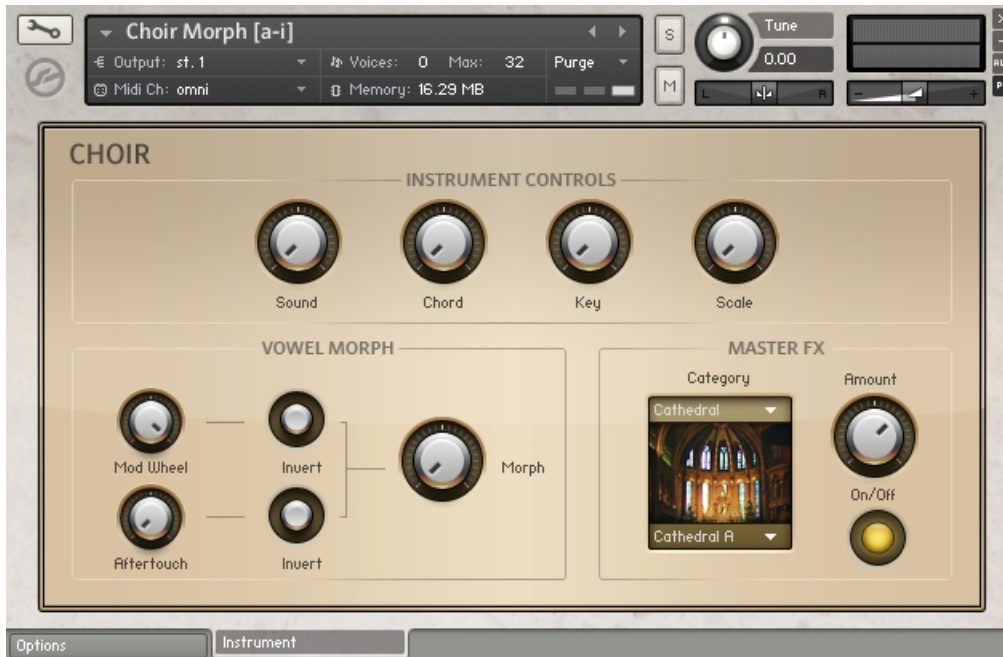 Choir Morph [a-i]
Output: st. 1
Voices: 0 Max: 32
Purge
Midi Ch: omni
Memory: 16.29 MB
S
M
Tune
0.00
L R
- +
CHOIR
INSTRUMENT CONTROLS
Sound Chord Key Scale
VOWEL MORPH
Mod Wheel
Invert
Morph
Aftertouch
Invert
MASTER FX
Category
Cathedral
Cathedral A
Amount
On/Off
Options
Instrument